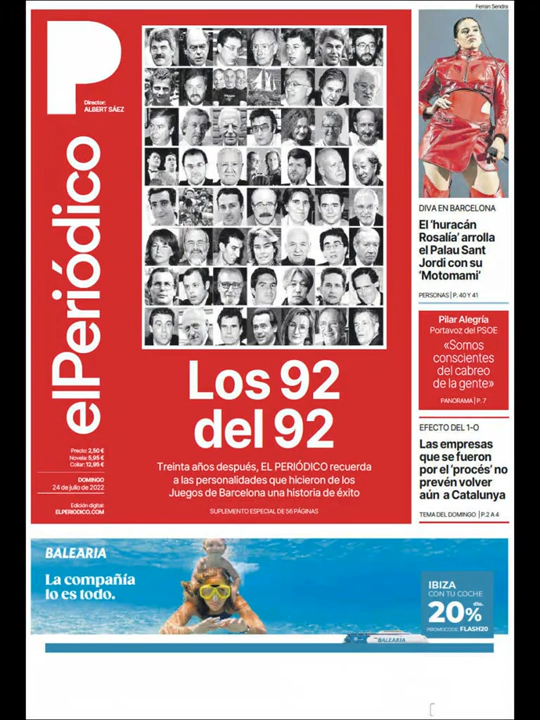 Ferran Sendra
Director:
ALBERT SÁEZ
elPeriódico
Precio: 2,50 €
Novela: 5,95 €
Collar: 12,95 €
DOMINGO
24 de julio de 2022
Edición digital:
ELPERIODICO.COM
Los 92
del 92
Treinta años después, EL PERIÓDICO recuerda
a las personalidades que hicieron de los
Juegos de Barcelona una historia de éxito
SUPLEMENTO ESPECIAL DE 56 PÁGINAS
DIVA EN BARCELONA
El ‘huracán
Rosalía’ arrolla
el Palau Sant
Jordi con su
‘Motomami’
PERSONAS | P. 40 Y 41
Pilar Alegría
Portavoz del PSOE
«Somos
conscientes
del cabreo
de la gente»
PANORAMA | P. 7
EFECTO DEL 1-O
Las empresas
que se fueron
por el ‘procés’ no
prevén volver
aún a Catalunya
TEMA DEL DOMINGO | P. 2 A 4
BALEARIA
La compañía
lo es todo.
IBIZA
CON TU COCHE
20% dto.
PROMOCODE: FLASH20
BALEARIA